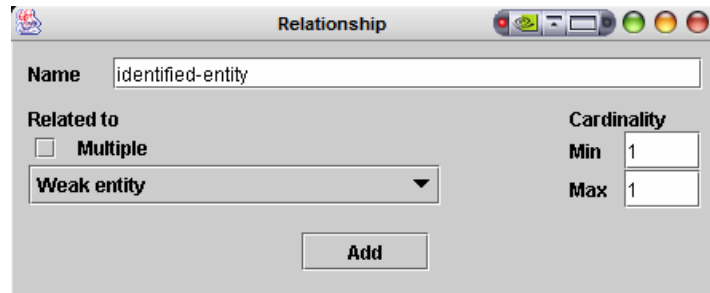 Relationship
Name identified-entity
Related to Cardinality
Multiple Min 1
Weak entity Max 1
Add